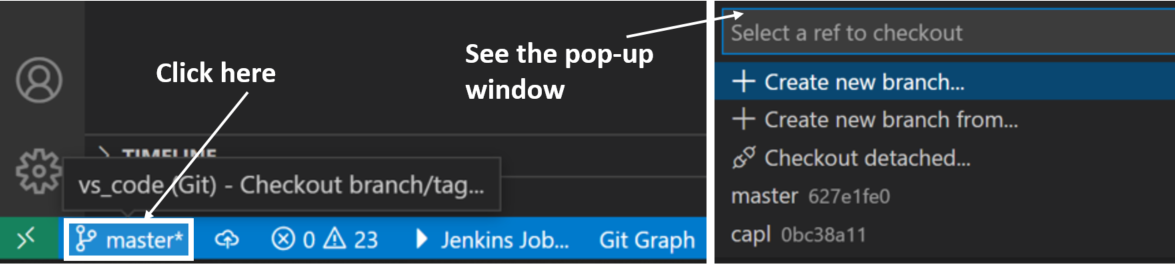 Click here
See the pop-up
window
TIMELINE
vs_code (Git) - Checkout branch/tag...
master* 0 23 Jenkins Job... Git Graph
Select a ref to checkout
+ Create new branch...
+ Create new branch from...
Checkout detached...
master 627e1fe0
capl 0bc38a11